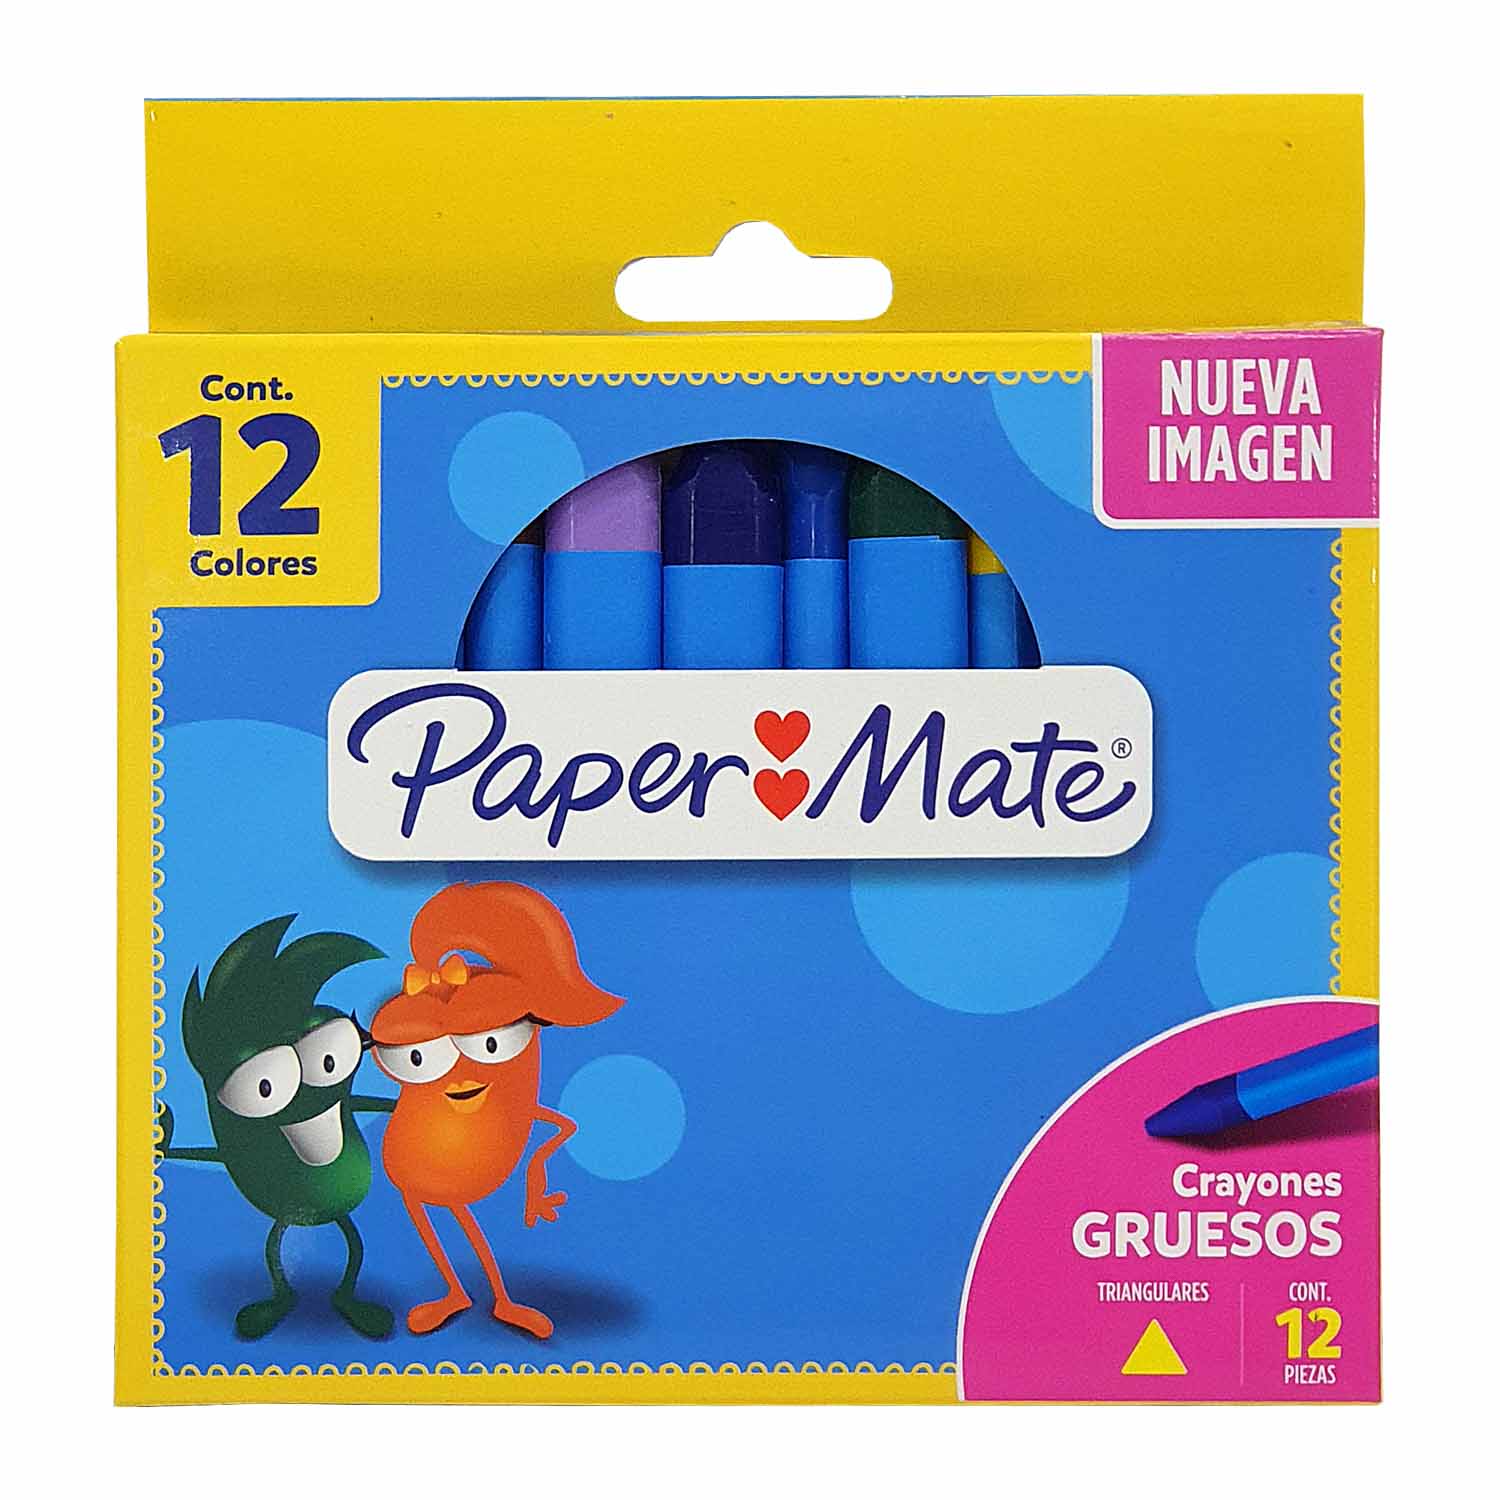 Cont.
12
Colores
NUEVA
IMAGEN
Paper Mate®
Crayones
GRUESOS
TRIANGULARES
CONT.
12
PIEZAS